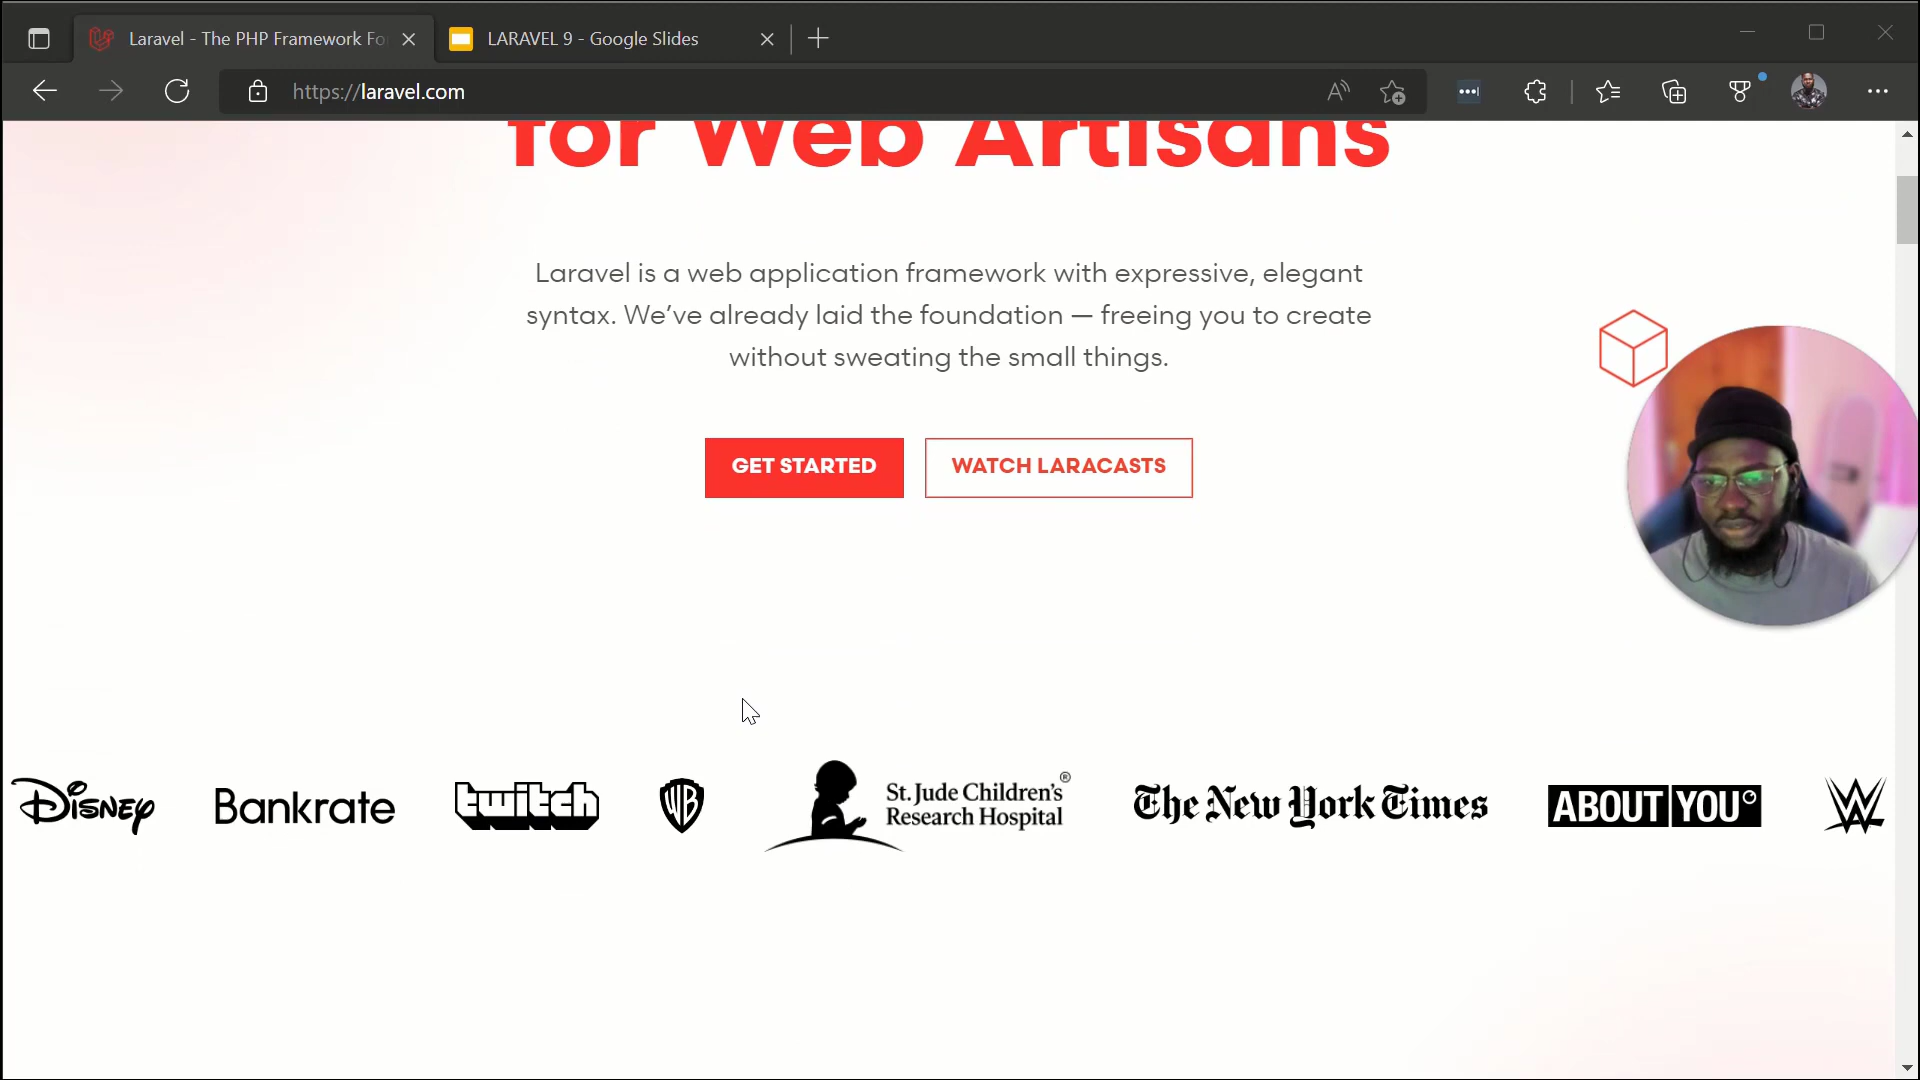 Laravel - The PHP Framework Fo
LARAVEL 9 - Google Slides
https://laravel.com
for Web Artisans
Laravel is a web application framework with expressive, elegant
syntax. We’ve already laid the foundation — freeing you to create
without sweating the small things.
GET STARTED
WATCH LARACASTS
Disney
Bankrate
twitch
WB
St. Jude Children's®
Research Hospital
The New York Times
ABOUT YOU
W